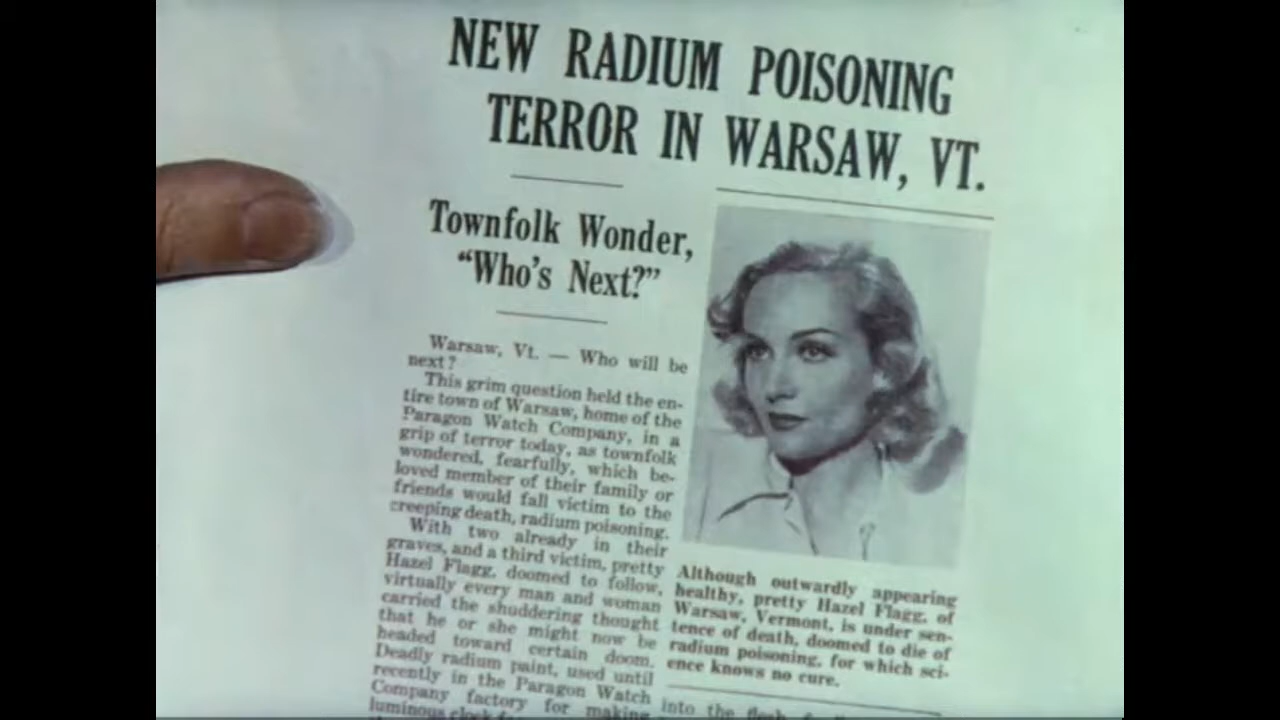 NEW RADIUM POISONING
TERROR IN WARSAW, VT.
Townfolk Wonder,
“Who’s Next?”
Warsaw, Vt. — Who will be
next?
This grim question held the en-
tire town of Warsaw, home of the
Paragon Watch Company, in a
grip of terror today, as townfolk
wondered, fearfully, which be-
loved member of their family or
friends would fall victim to the
creeping death, radium poisoning.
With two already in their
graves, and a third victim, pretty
Hazel Flagg, doomed to follow,
virtually every man and woman
carried the shuddering thought
that he or she might now be
headed toward certain doom.
Deadly radium paint, used until
recently in the Paragon Watch
Company factory for making
luminous clock
Although outwardly appearing
healthy, pretty Hazel Flagg, of
Warsaw, Vermont, is under sen-
tence of death, doomed to die of
radium poisoning, for which sci-
ence knows no cure.
into the flesh